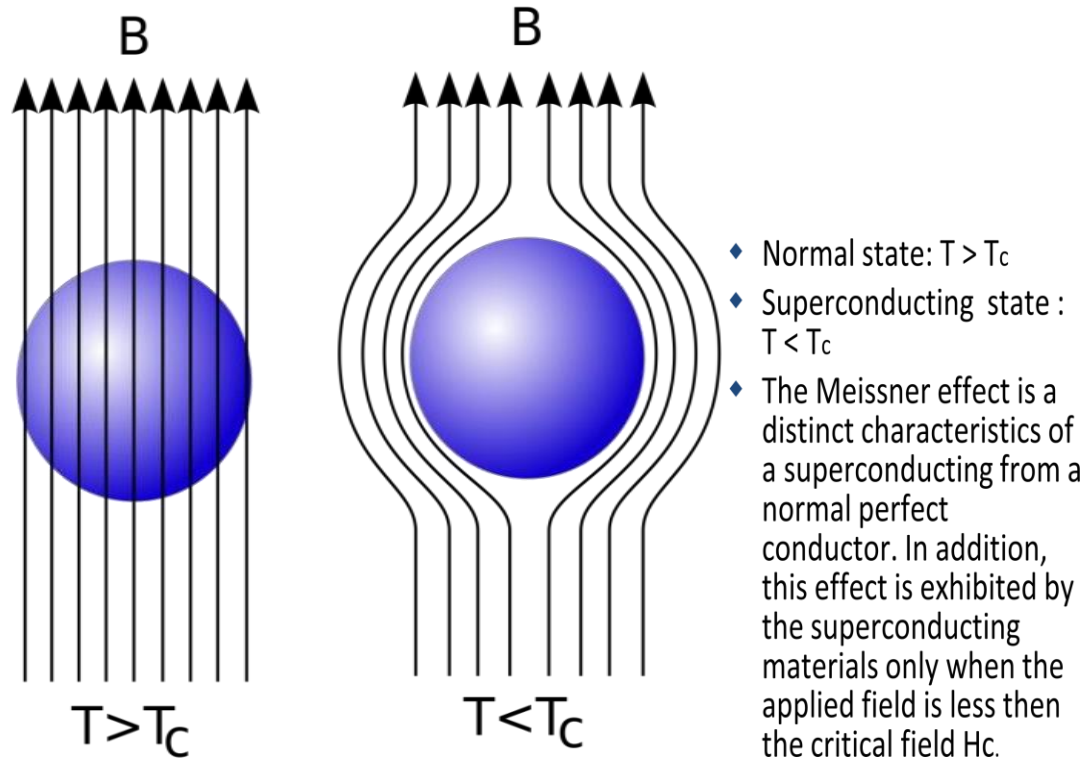 B
B
T>TC
T<TC
Normal state: T > Tc
Superconducting state :
T < Tc
The Meissner effect is a
distinct characteristics of
a superconducting from a
normal perfect
conductor. In addition,
this effect is exhibited by
the superconducting
materials only when the
applied field is less then
the critical field Hc.